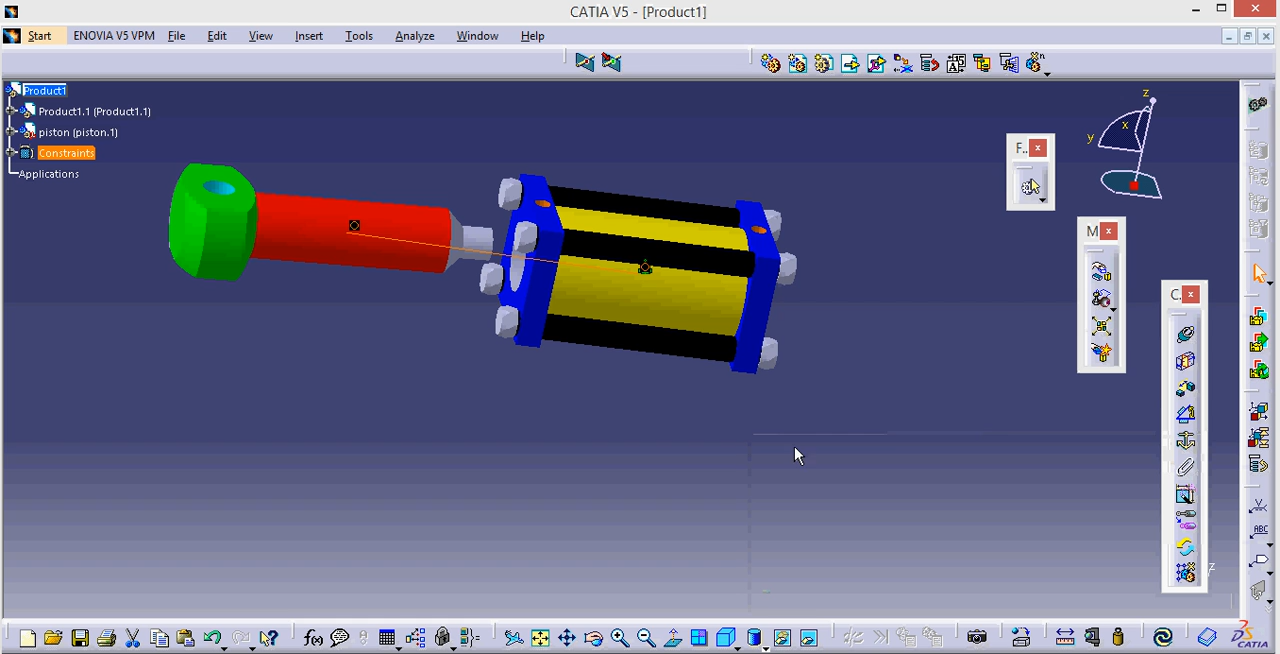 CATIA V5 - [Product1]
Start ENOVIA V5 VPM File Edit View Insert Tools Analyze Window Help
Product1
Product1.1 (Product1.1)
piston (piston.1)
Constraints
Applications
z
x
y
F..
M
C.
ABC
z
f(x)
CATIA